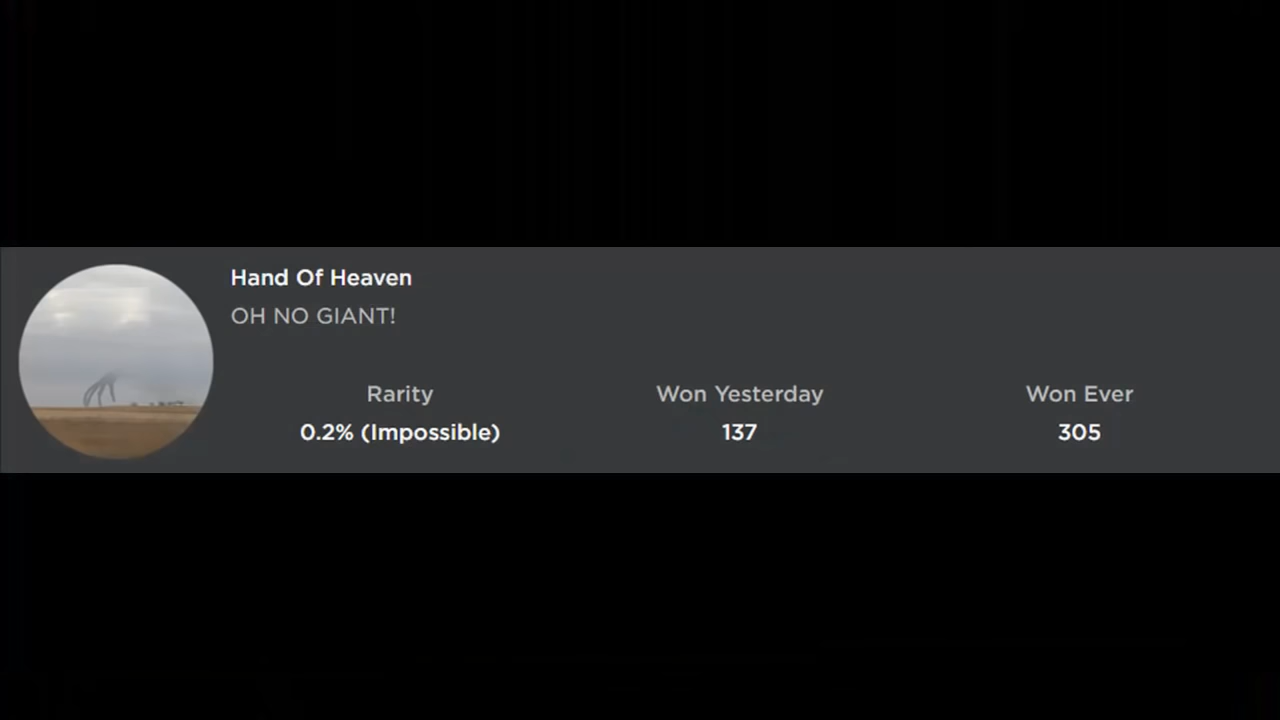 Hand Of Heaven
OH NO GIANT!
Rarity Won Yesterday Won Ever
0.2% (Impossible) 137 305